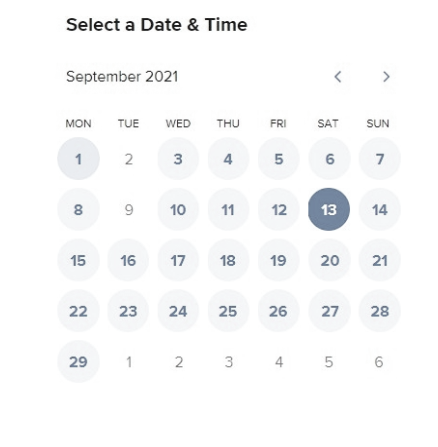 Select a Date & Time
September 2021
MON TUE WED THU FRI SAT SUN
1 2 3 4 5 6 7
8 9 10 11 12 13 14
15 16 17 18 19 20 21
22 23 24 25 26 27 28
29 1 2 3 4 5 6